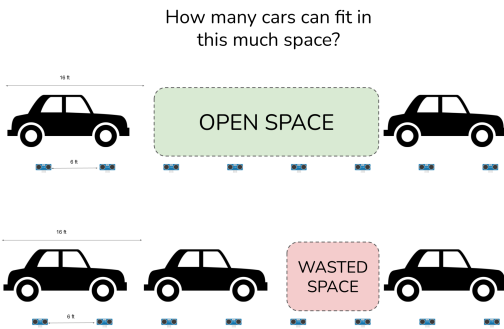 How many cars can fit in
this much space?
16 ft
OPEN SPACE
6 ft
16 ft
WASTED
SPACE
6 ft